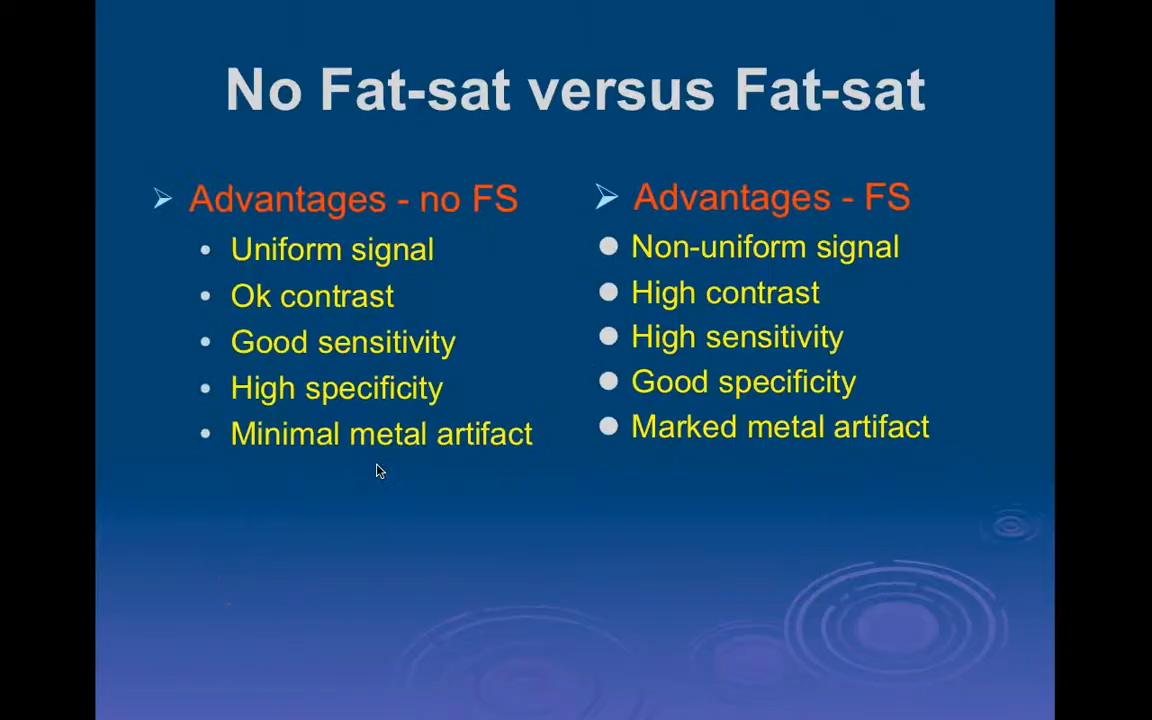 No Fat-sat versus Fat-sat
Advantages - no FS
Uniform signal
Ok contrast
Good sensitivity
High specificity
Minimal metal artifact
Advantages - FS
Non-uniform signal
High contrast
High sensitivity
Good specificity
Marked metal artifact